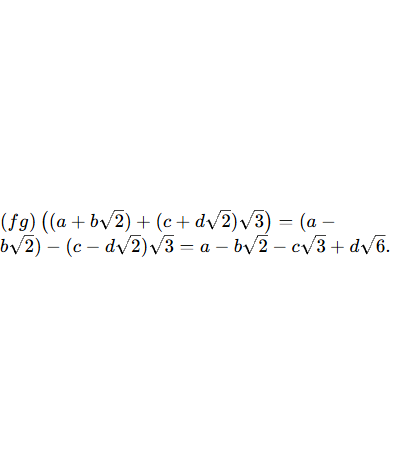 (fg) ((a + b√2) + (c + d√2)√3) = (a −
b√2) − (c − d√2)√3 = a − b√2 − c√3 + d√6.